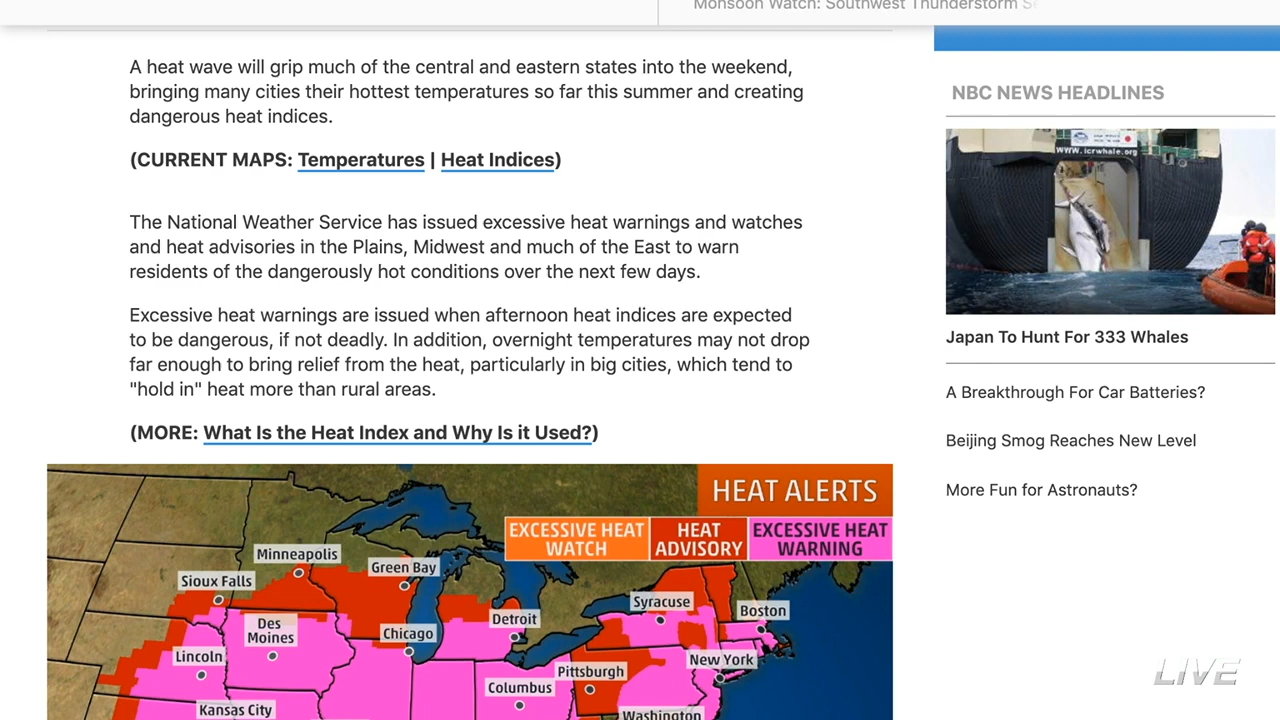 Monsoon Watch: Southwest Thunderstorm
A heat wave will grip much of the central and eastern states into the weekend,
bringing many cities their hottest temperatures so far this summer and creating
dangerous heat indices.
(CURRENT MAPS: Temperatures | Heat Indices)
The National Weather Service has issued excessive heat warnings and watches
and heat advisories in the Plains, Midwest and much of the East to warn
residents of the dangerously hot conditions over the next few days.
Excessive heat warnings are issued when afternoon heat indices are expected
to be dangerous, if not deadly. In addition, overnight temperatures may not drop
far enough to bring relief from the heat, particularly in big cities, which tend to
"hold in" heat more than rural areas.
(MORE: What Is the Heat Index and Why Is it Used?)
HEAT ALERTS
EXCESSIVE HEAT
WATCH
HEAT
ADVISORY
EXCESSIVE HEAT
WARNING
Minneapolis
Green Bay
Sioux Falls
Syracuse
Boston
Des
Moines
Detroit
Chicago
Lincoln
New York
Pittsburgh
Columbus
Kansas City
Washington
NBC NEWS HEADLINES
www.icrwhale.org
Japan To Hunt For 333 Whales
A Breakthrough For Car Batteries?
Beijing Smog Reaches New Level
More Fun for Astronauts?
LIVE